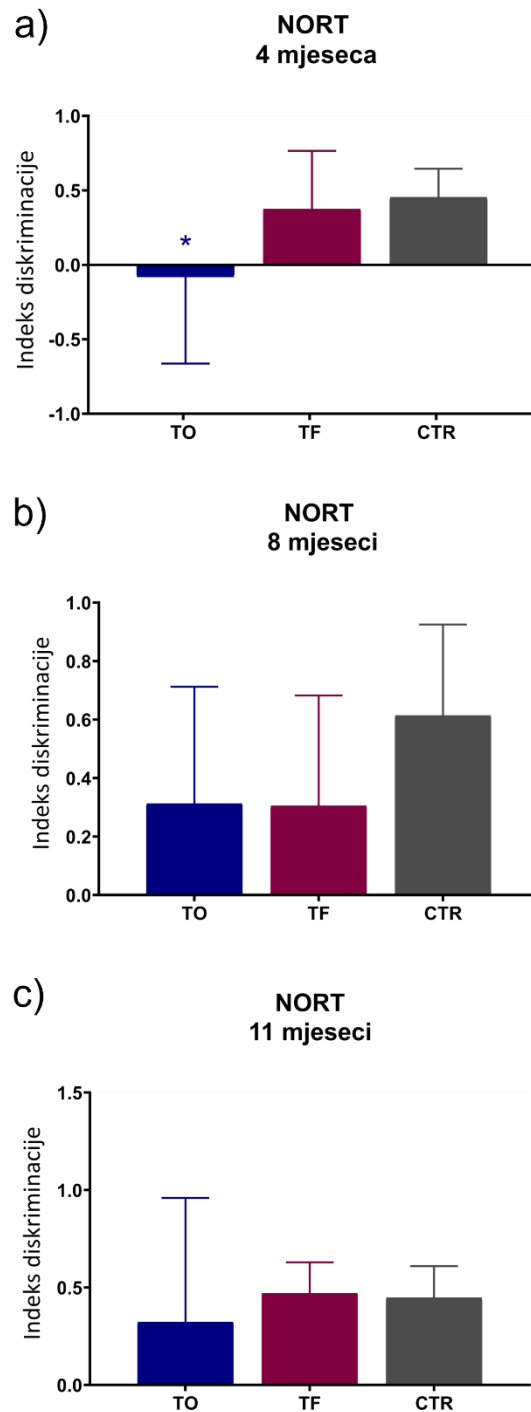 a)
NORT
4 mjeseca
Indeks diskriminacije
1.0
0.5
0.0
-0.5
-1.0
*
TO
TF
CTR
b)
NORT
8 mjeseci
Indeks diskriminacije
1.0
0.8
0.6
0.4
0.2
0.0
TO
TF
CTR
c)
NORT
11 mjeseci
Indeks diskriminacije
1.5
1.0
0.5
0.0
TO
TF
CTR